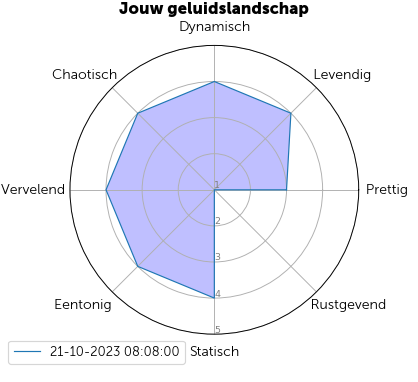 Jouw geluidslandschap
Dynamisch
Chaotisch
Levendig
Vervelend
1
Prettig
2
3
Eentonig
4
Rustgevend
5
21-10-2023 08:08:00
Statisch